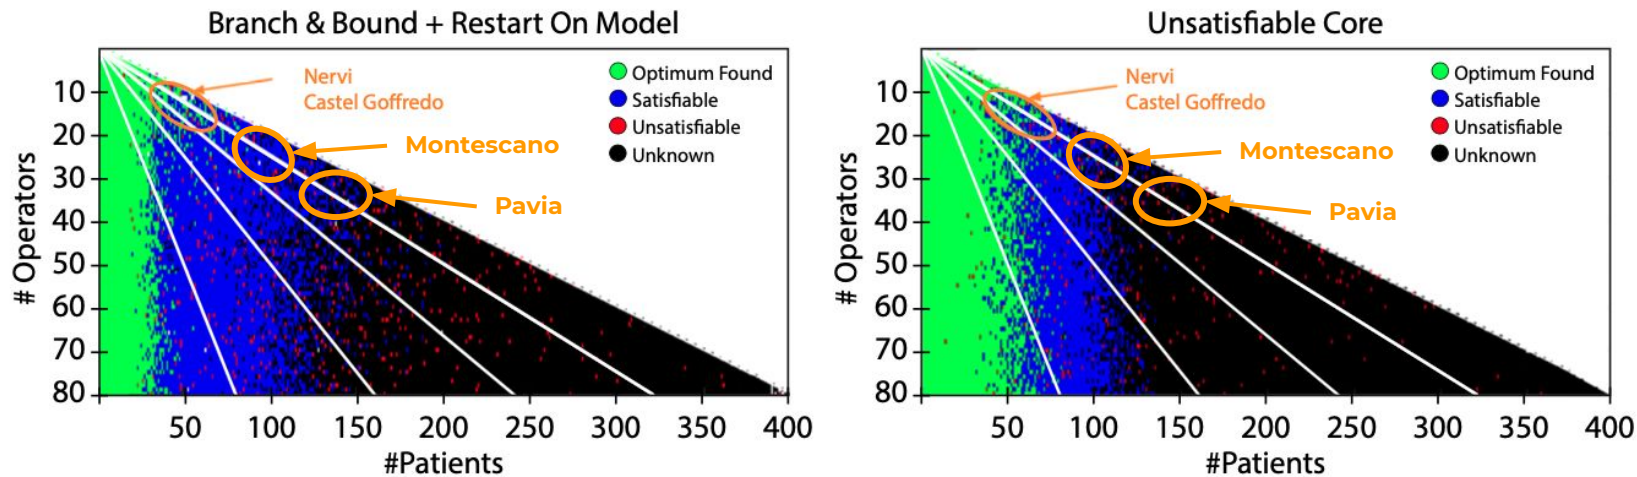 Branch & Bound + Restart On Model
Nervi
Castel Goffredo
Montescano
Pavia
Optimum Found
Satisfiable
Unsatisfiable
Unknown
# Operators
10
20
30
40
50
60
70
80
50 100 150 200 250 300 350 400
#Patients
Unsatisfiable Core
Nervi
Castel Goffredo
Montescano
Pavia
Optimum Found
Satisfiable
Unsatisfiable
Unknown
# Operators
10
20
30
40
50
60
70
80
50 100 150 200 250 300 350 400
#Patients